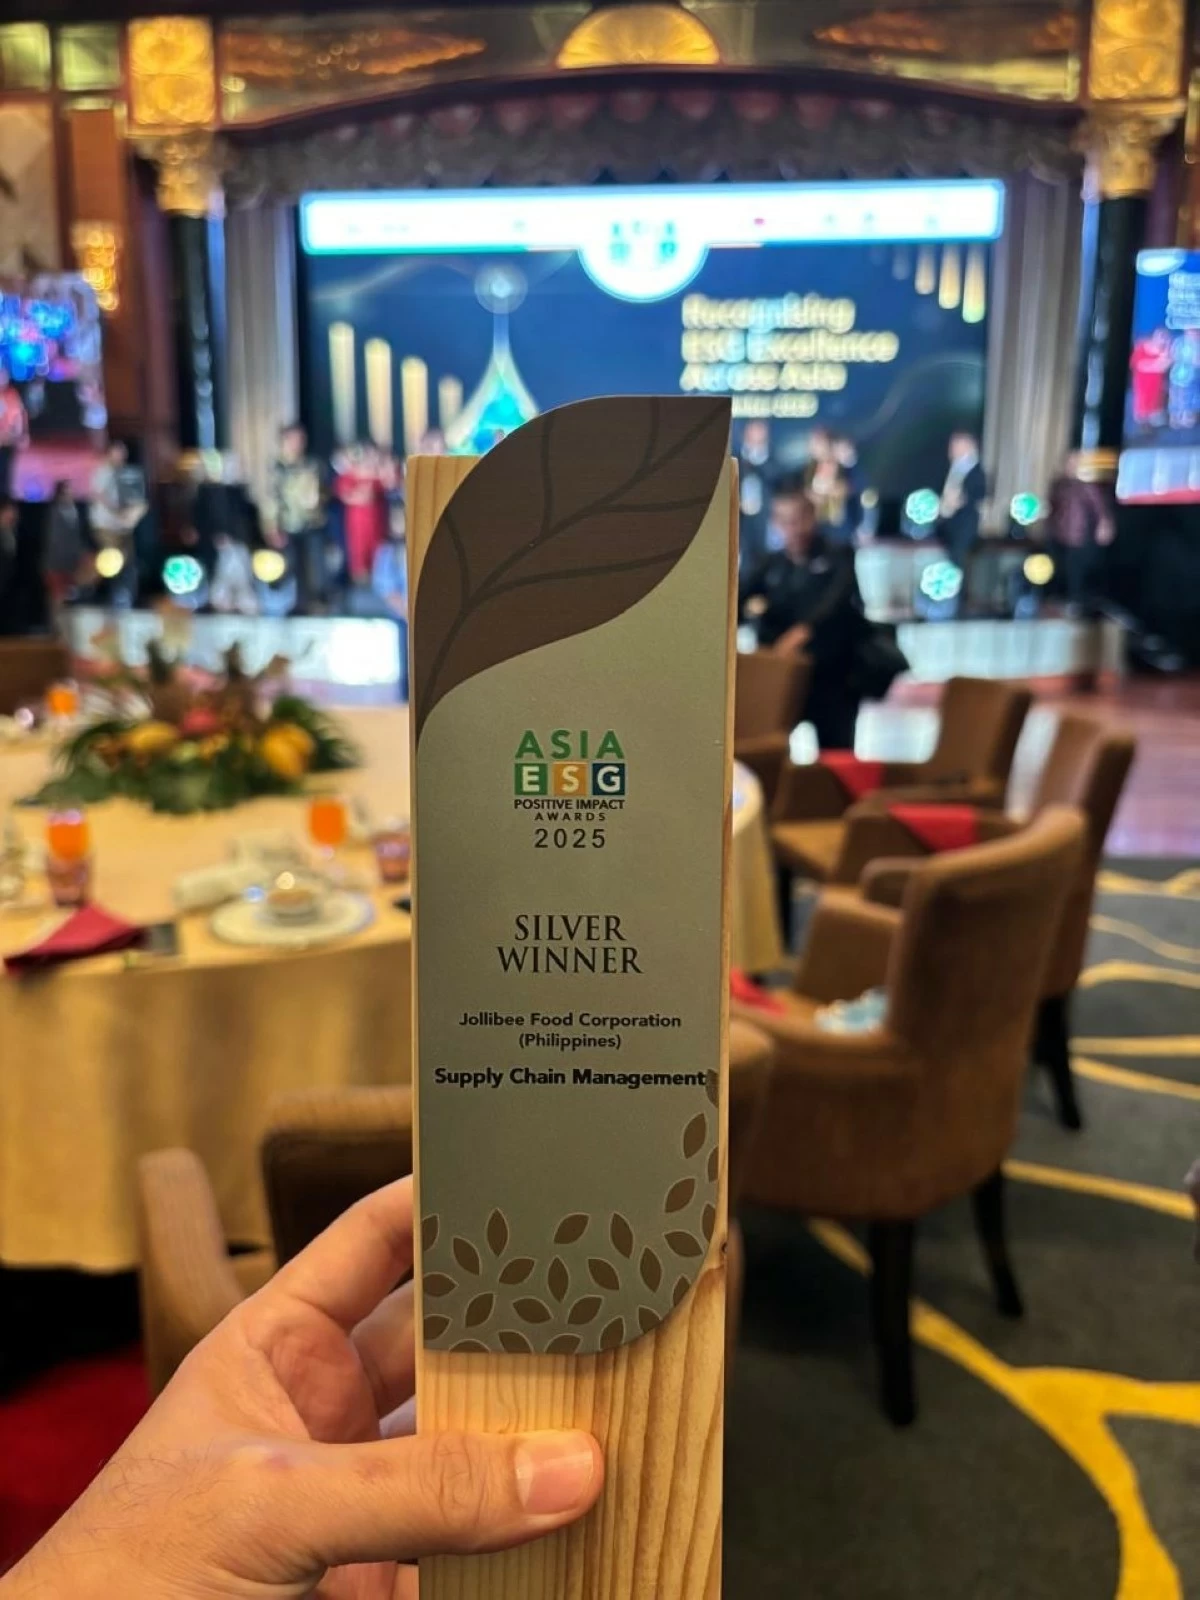 Recognising
ESG Excellence
Across Asia
ASIA
ESG
POSITIVE IMPACT
AWARDS
2025
SILVER
WINNER
Jollibee Food Corporation
(Philippines)
Supply Chain Management